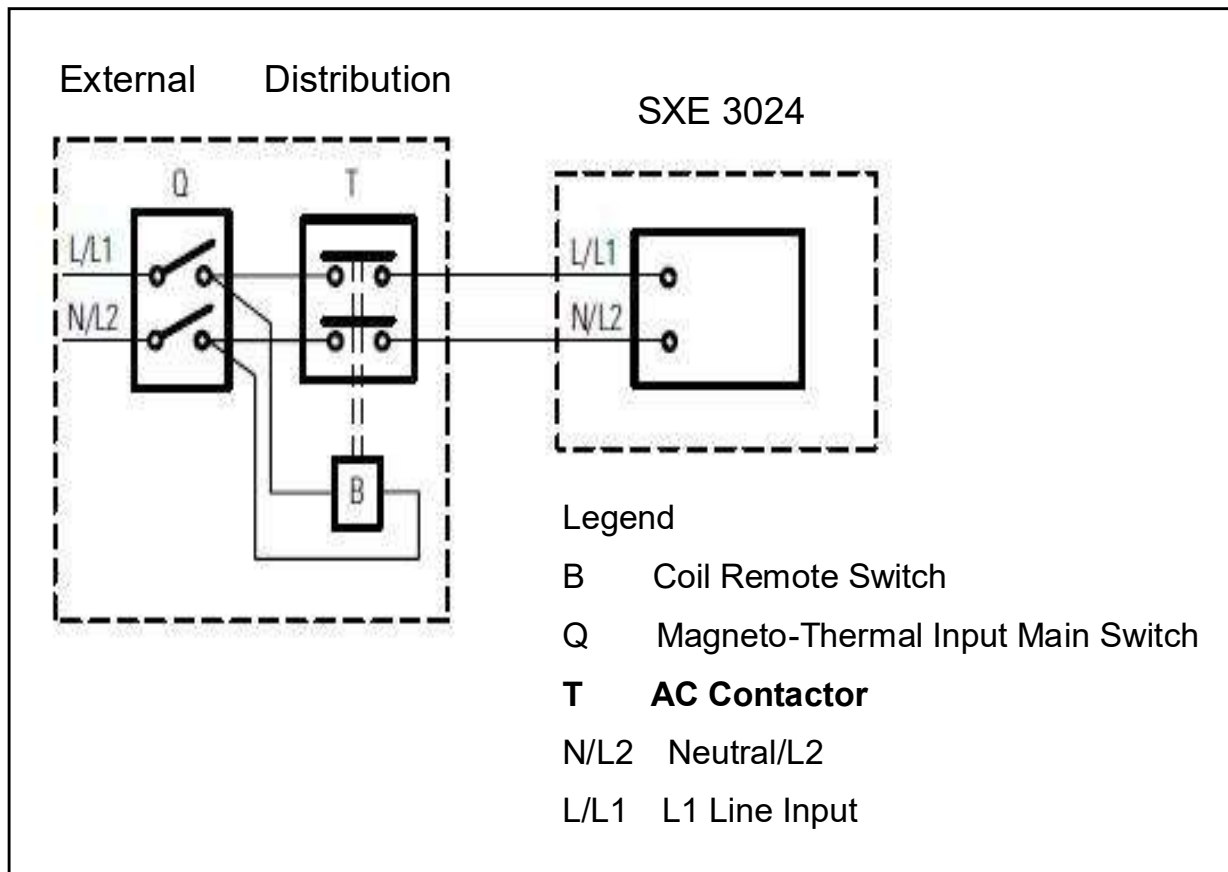 External Distribution
SXE 3024
Q T
L/L1
N/L2
L/L1
N/L2
B
Legend
B Coil Remote Switch
Q Magneto-Thermal Input Main Switch
T AC Contactor
N/L2 Neutral/L2
L/L1 L1 Line Input